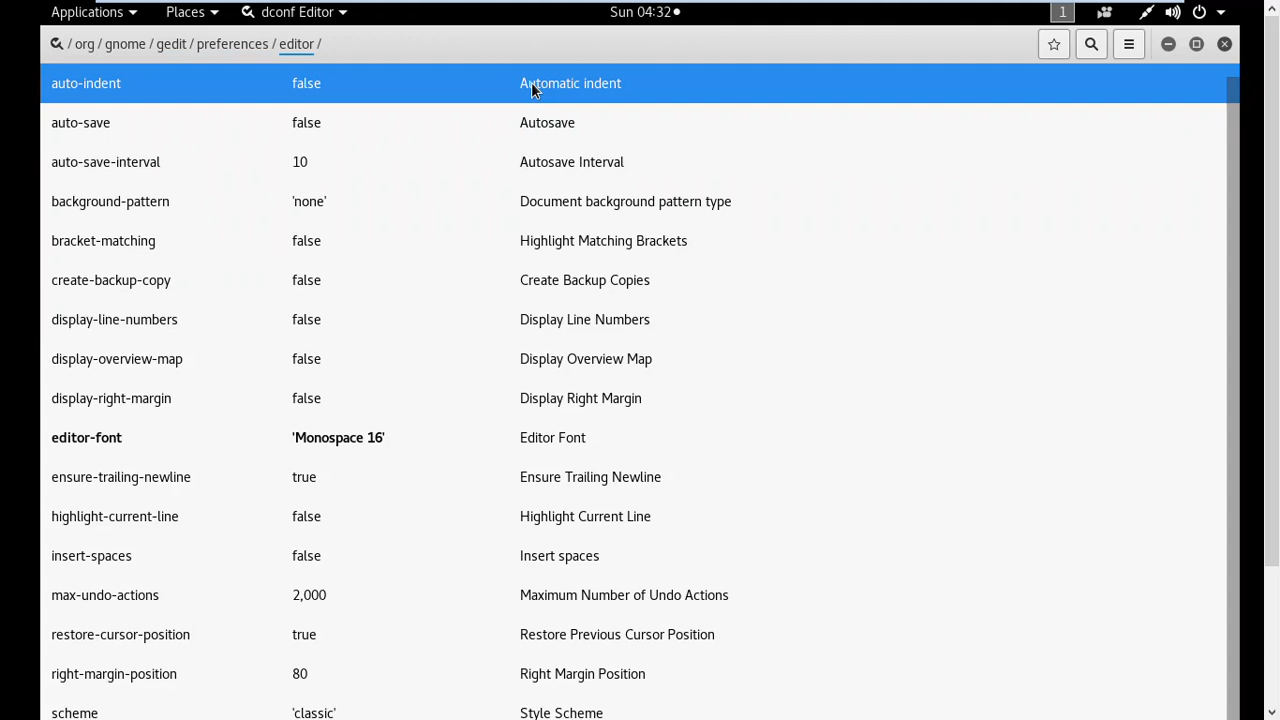 Applications Places dconf Editor Sun 04:32 1
/ org / gnome / gedit / preferences / editor /
auto-indent false Automatic indent
auto-save false Autosave
auto-save-interval 10 Autosave Interval
background-pattern 'none' Document background pattern type
bracket-matching false Highlight Matching Brackets
create-backup-copy false Create Backup Copies
display-line-numbers false Display Line Numbers
display-overview-map false Display Overview Map
display-right-margin false Display Right Margin
editor-font 'Monospace 16' Editor Font
ensure-trailing-newline true Ensure Trailing Newline
highlight-current-line false Highlight Current Line
insert-spaces false Insert spaces
max-undo-actions 2,000 Maximum Number of Undo Actions
restore-cursor-position true Restore Previous Cursor Position
right-margin-position 80 Right Margin Position
scheme 'classic' Style Scheme